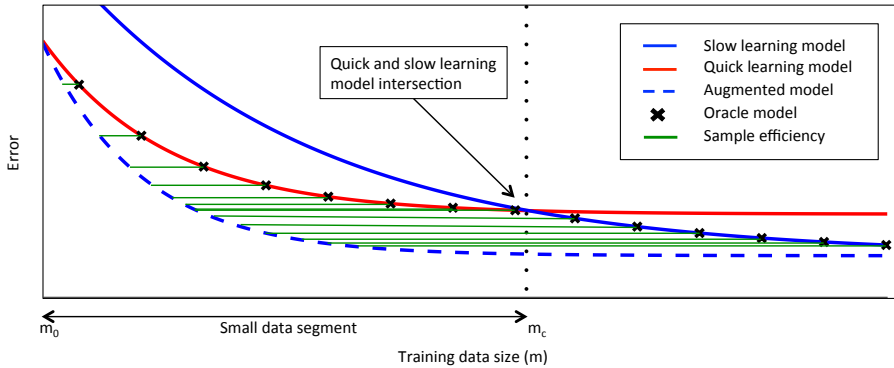 Slow learning model
Quick learning model
Augmented model
Oracle model
Sample efficiency
Quick and slow learning
model intersection
Error
m0
Small data segment
mc
Training data size (m)